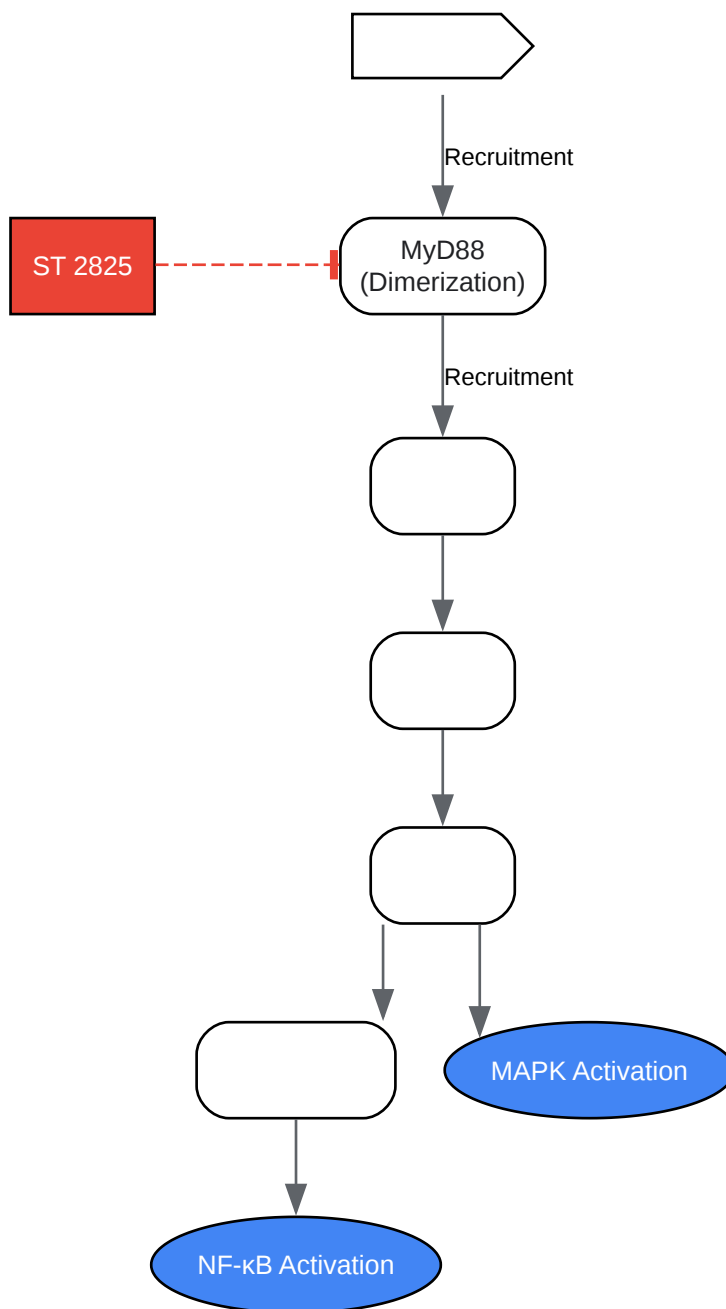 Recruitment
ST 2825
MyD88
(Dimerization)
Recruitment
MAPK Activation
NF-κB Activation